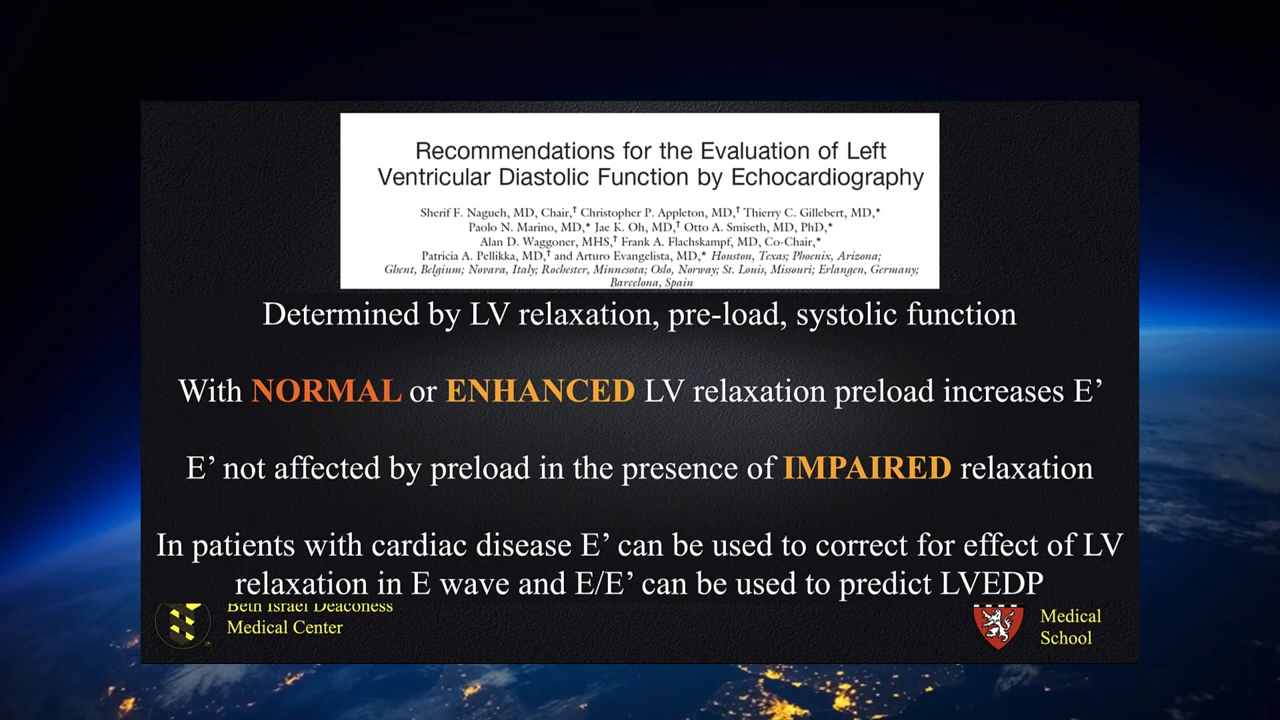 Recommendations for the Evaluation of Left
Ventricular Diastolic Function by Echocardiography
Sherif F. Nagueh, MD, Chair,† Christopher P. Appleton, MD,† Thierry C. Gillebert, MD,*
Paolo N. Marino, MD,* Jae K. Oh, MD,† Otto A. Smiseth, MD, PhD,*
Alan D. Waggoner, MHS,† Frank A. Flachskampf, MD, Co-Chair,*
Patricia A. Pellikka, MD,† and Arturo Evangelista, MD,* Houston, Texas; Phoenix, Arizona;
Ghent, Belgium; Novara, Italy; Rochester, Minnesota; Oslo, Norway; St. Louis, Missouri; Erlangen, Germany;
Barcelona, Spain
Determined by LV relaxation, pre-load, systolic function
With NORMAL or ENHANCED LV relaxation preload increases E’
E’ not affected by preload in the presence of IMPAIRED relaxation
In patients with cardiac disease E’ can be used to correct for effect of LV
relaxation in E wave and E/E’ can be used to predict LVEDP
Beth Israel Deaconess
Medical Center
Medical
School